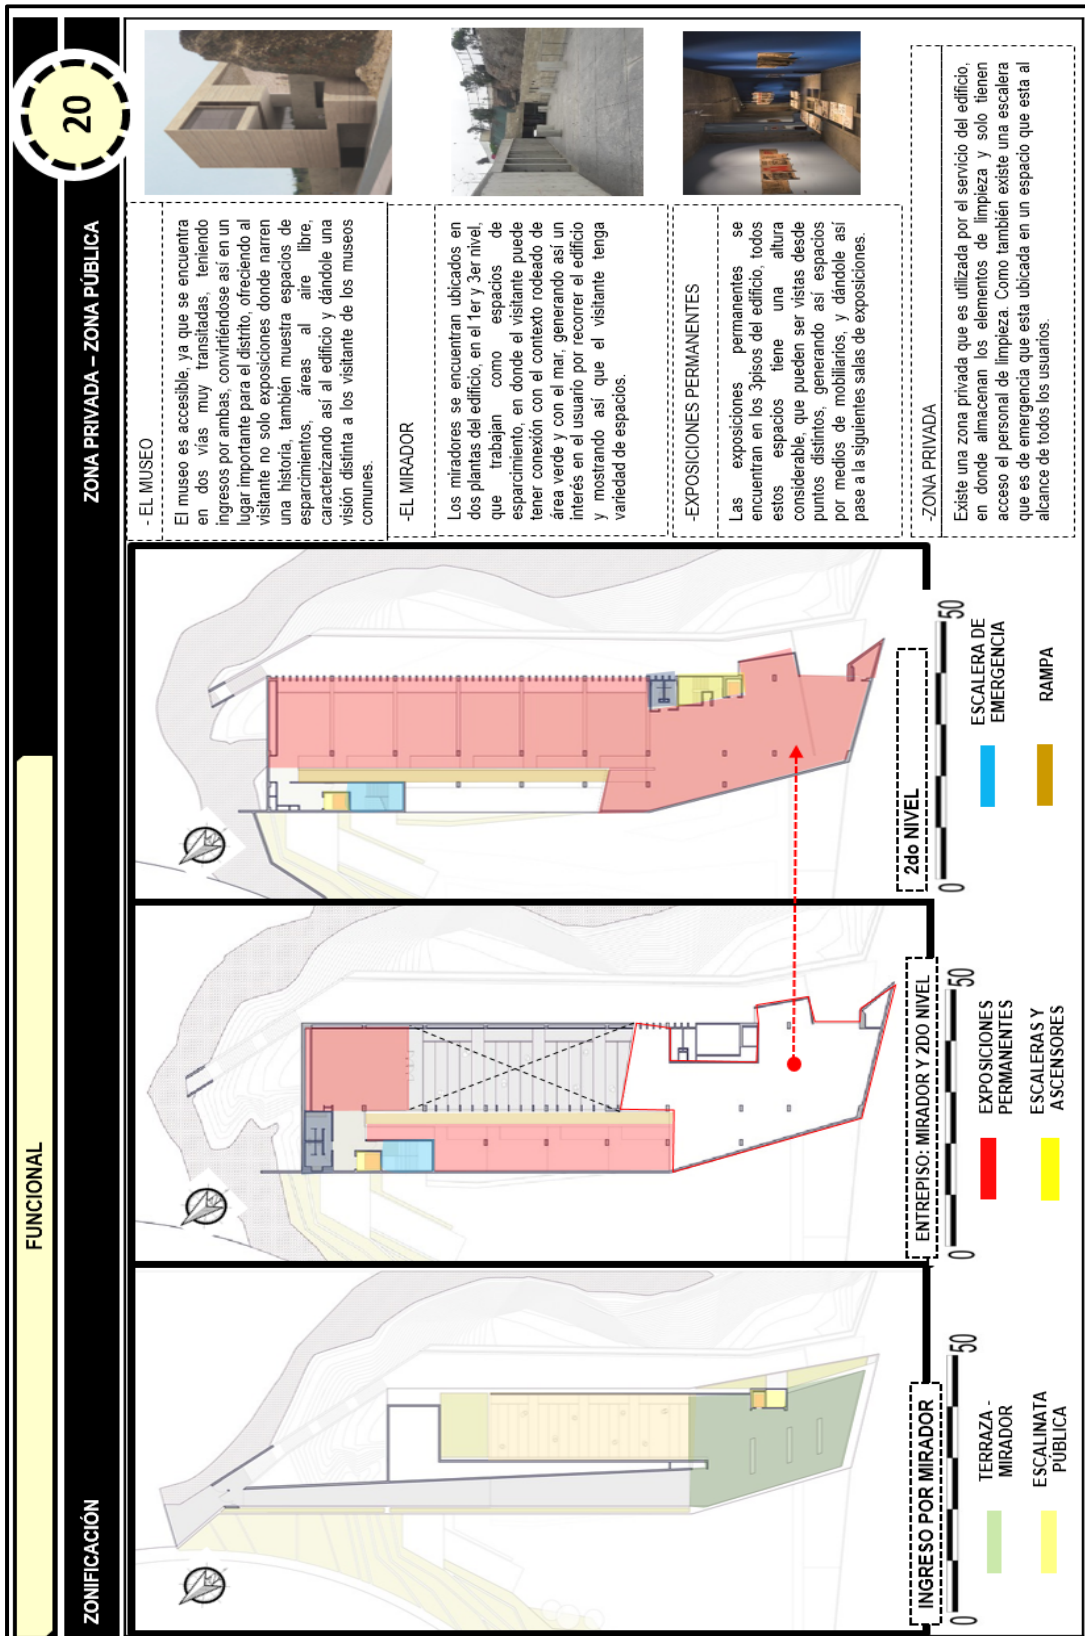 FUNCIONAL
20
ZONIFICACIÓN
ZONA PRIVADA – ZONA PÚBLICA
INGRESO POR MIRADOR
0
50
TERRAZA -
MIRADOR
ESCALINATA
PÚBLICA
ENTREPISO: MIRADOR Y 2DO NIVEL
0
50
EXPOSICIONES
PERMANENTES
ESCALERAS Y
ASCENSORES
2do NIVEL
0
50
ESCALERA DE
EMERGENCIA
RAMPA
- EL MUSEO
El museo es accesible, ya que se encuentra
en dos vías muy transitadas, teniendo
ingresos por ambas, convirtiéndose así en un
lugar importante para el distrito, ofreciendo al
visitante no solo exposiciones donde narren
una historia, también muestra espacios de
esparcimientos, áreas al aire libre,
caracterizando así al edificio y dándole una
visión distinta a los visitante de los museos
comunes.
-EL MIRADOR
Los miradores se encuentran ubicados en
dos plantas del edificio, en el 1er y 3er nivel,
que trabajan como espacios de
esparcimiento, en donde el visitante puede
tener conexión con el contexto rodeado de
área verde y con el mar, generando así un
interés en el usuario por recorrer el edificio
y mostrando así que el visitante tenga
variedad de espacios.
-EXPOSICIONES PERMANENTES
Las exposiciones permanentes se
encuentran en los 3pisos del edificio, todos
estos espacios tiene una altura
considerable, que pueden ser vistas desde
puntos distintos, generando así espacios
por medios de mobiliarios, y dándole así
pase a la siguientes salas de exposiciones.
-ZONA PRIVADA
Existe una zona privada que es utilizada por el servicio del edificio,
en donde almacenan los elementos de limpieza y solo tienen
acceso el personal de limpieza. Como también existe una escalera
que es de emergencia que esta ubicada en un espacio que esta al
alcance de todos los usuarios.